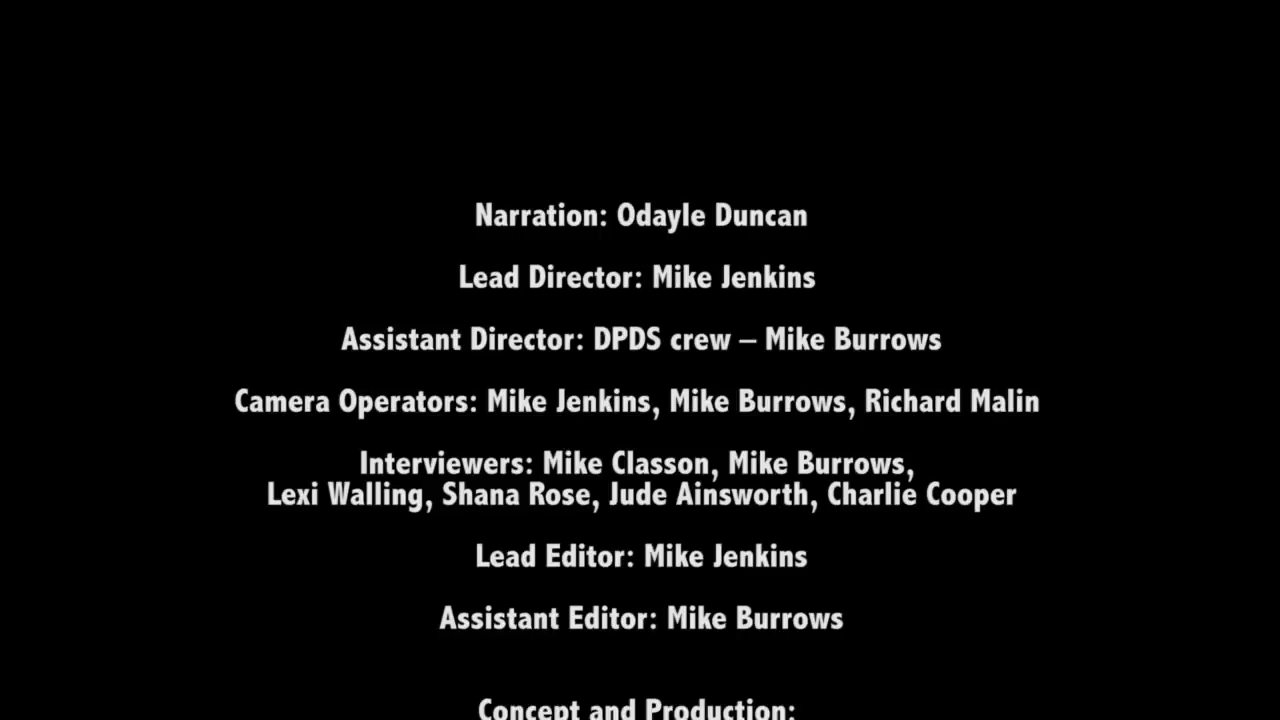 Narration: Odayle Duncan
Lead Director: Mike Jenkins
Assistant Director: DPDS crew – Mike Burrows
Camera Operators: Mike Jenkins, Mike Burrows, Richard Malin
Interviewers: Mike Classon, Mike Burrows,
Lexi Walling, Shana Rose, Jude Ainsworth, Charlie Cooper
Lead Editor: Mike Jenkins
Assistant Editor: Mike Burrows
Concept and Production: